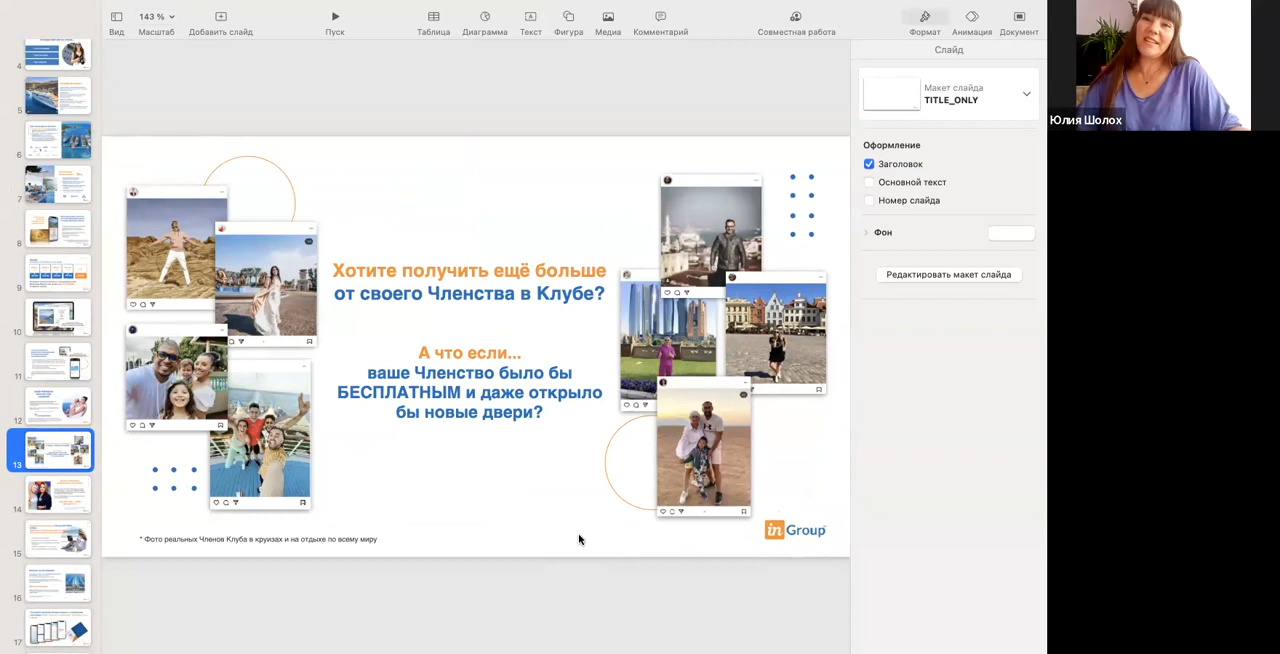 143 %
Вид
Масштаб
Добавить слайд
Пуск
Таблица
Диаграмма
Текст
Фигура
Медиа
Комментарий
Совместная работа
Формат
Анимация
Документ
4
5
6
7
8
9
10
11
12
13
14
15
16
17
Хотите получить ещё больше
от своего Членства в Клубе?
А что если...
ваше Членство было бы
БЕСПЛАТНЫМ и даже открыло
бы новые двери?
* Фото реальных Членов Клуба в круизах и на отдыхе по всему миру
inGroup
Слайд
Макет слайда
TITLE_ONLY
Оформление
Заголовок
Основной текст
Номер слайда
Фон
Редактировать макет слайда
Юлия Шолох